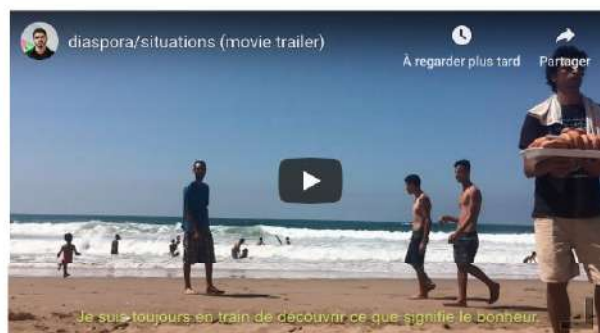 diaspora/situations (movie trailer)
À regarder plus tard
Partager
Je suis toujours en train de découvrir ce que signifie le bonheur.